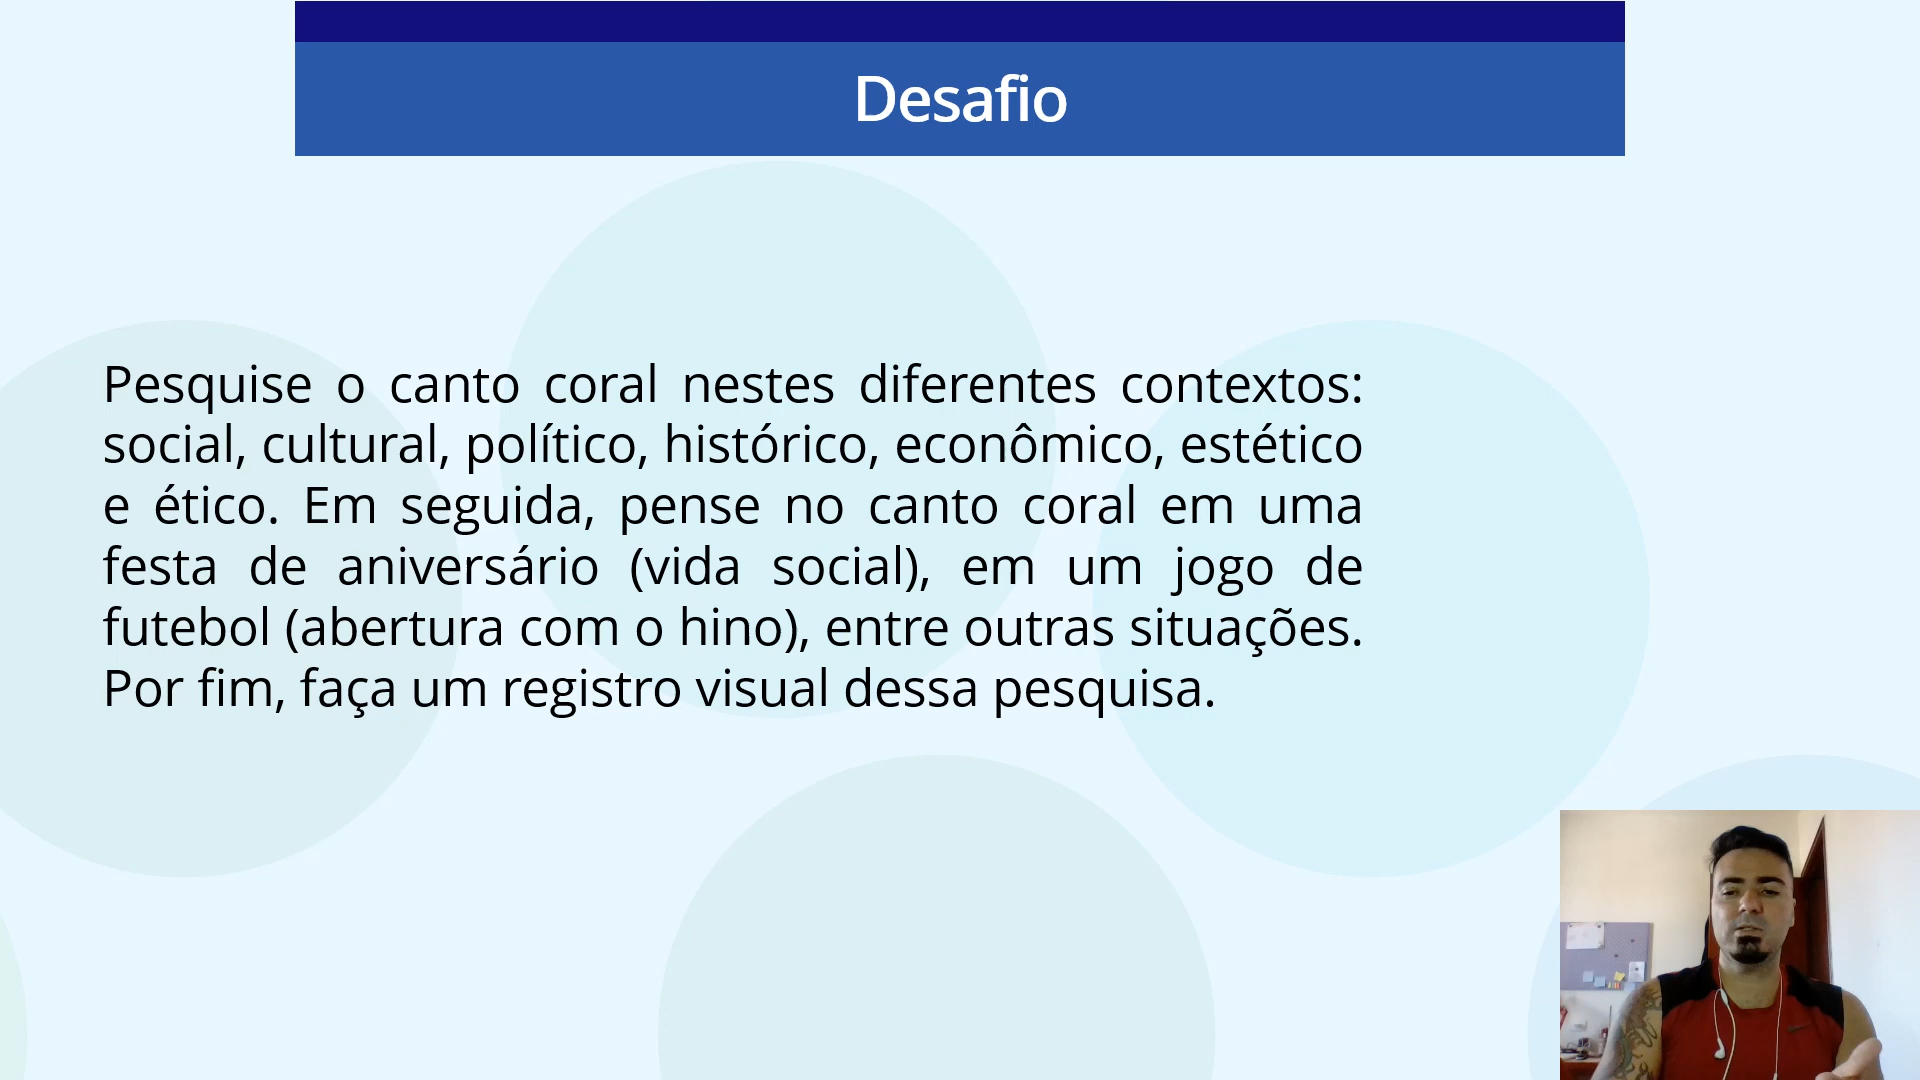 Desafio
Pesquise o canto coral nestes diferentes contextos:
social, cultural, político, histórico, econômico, estético
e ético. Em seguida, pense no canto coral em uma
festa de aniversário (vida social), em um jogo de
futebol (abertura com o hino), entre outras situações.
Por fim, faça um registro visual dessa pesquisa.